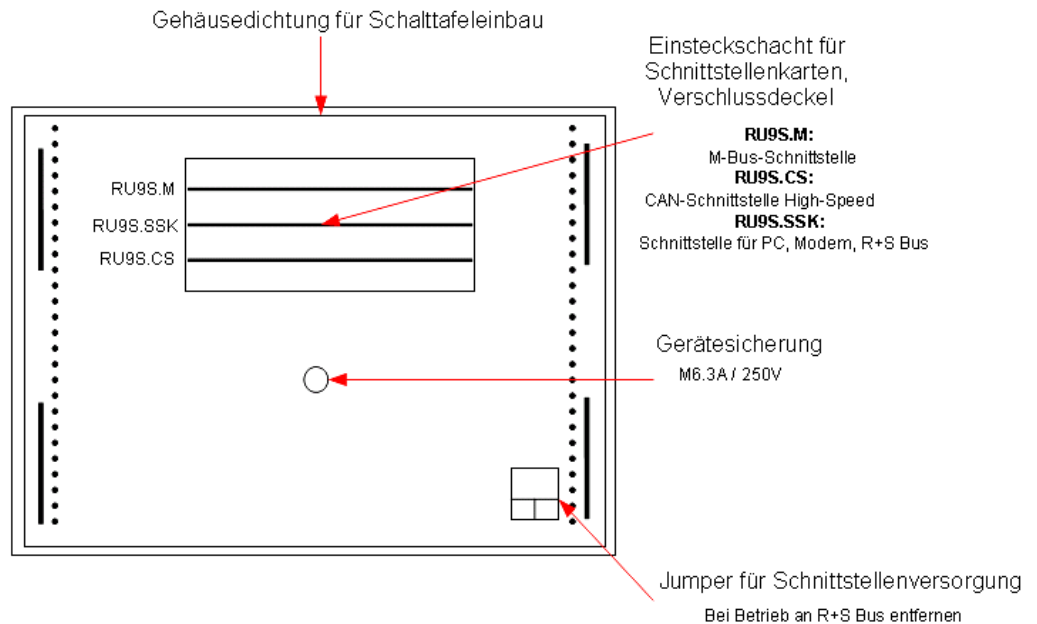 Gehäusedichtung für Schalttafeleinbau
Einsteckschacht für
Schnittstellenkarten,
Verschlussdeckel
RU9S.M:
M-Bus-Schnittstelle
RU9S.CS:
CAN-Schnittstelle High-Speed
RU9S.SSK:
Schnittstelle für PC, Modem, R+S Bus
RU9S.M
RU9S.SSK
RU9S.CS
Gerätesicherung
M6.3A / 250V
Jumper für Schnittstellenversorgung
Bei Betrieb an R+S Bus entfernen